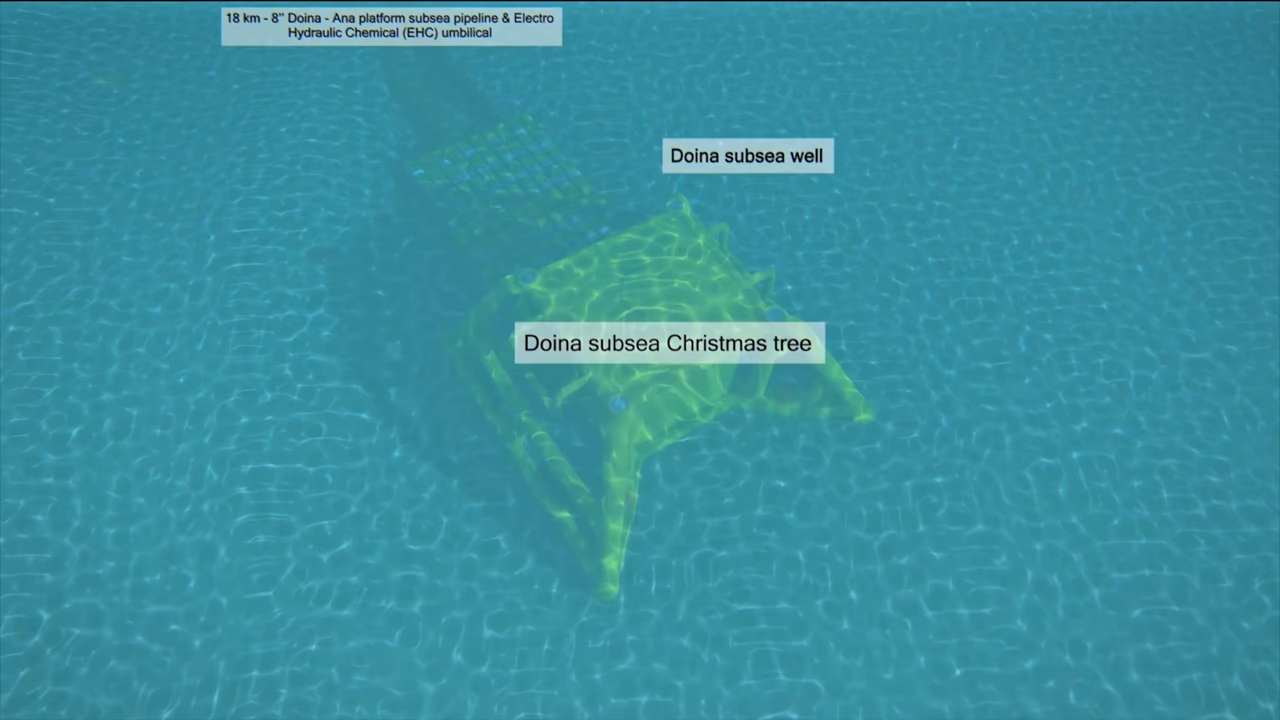 18 km - 8" Doina - Ana platform subsea pipeline & Electro
Hydraulic Chemical (EHC) umbilical
Doina subsea well
Doina subsea Christmas tree